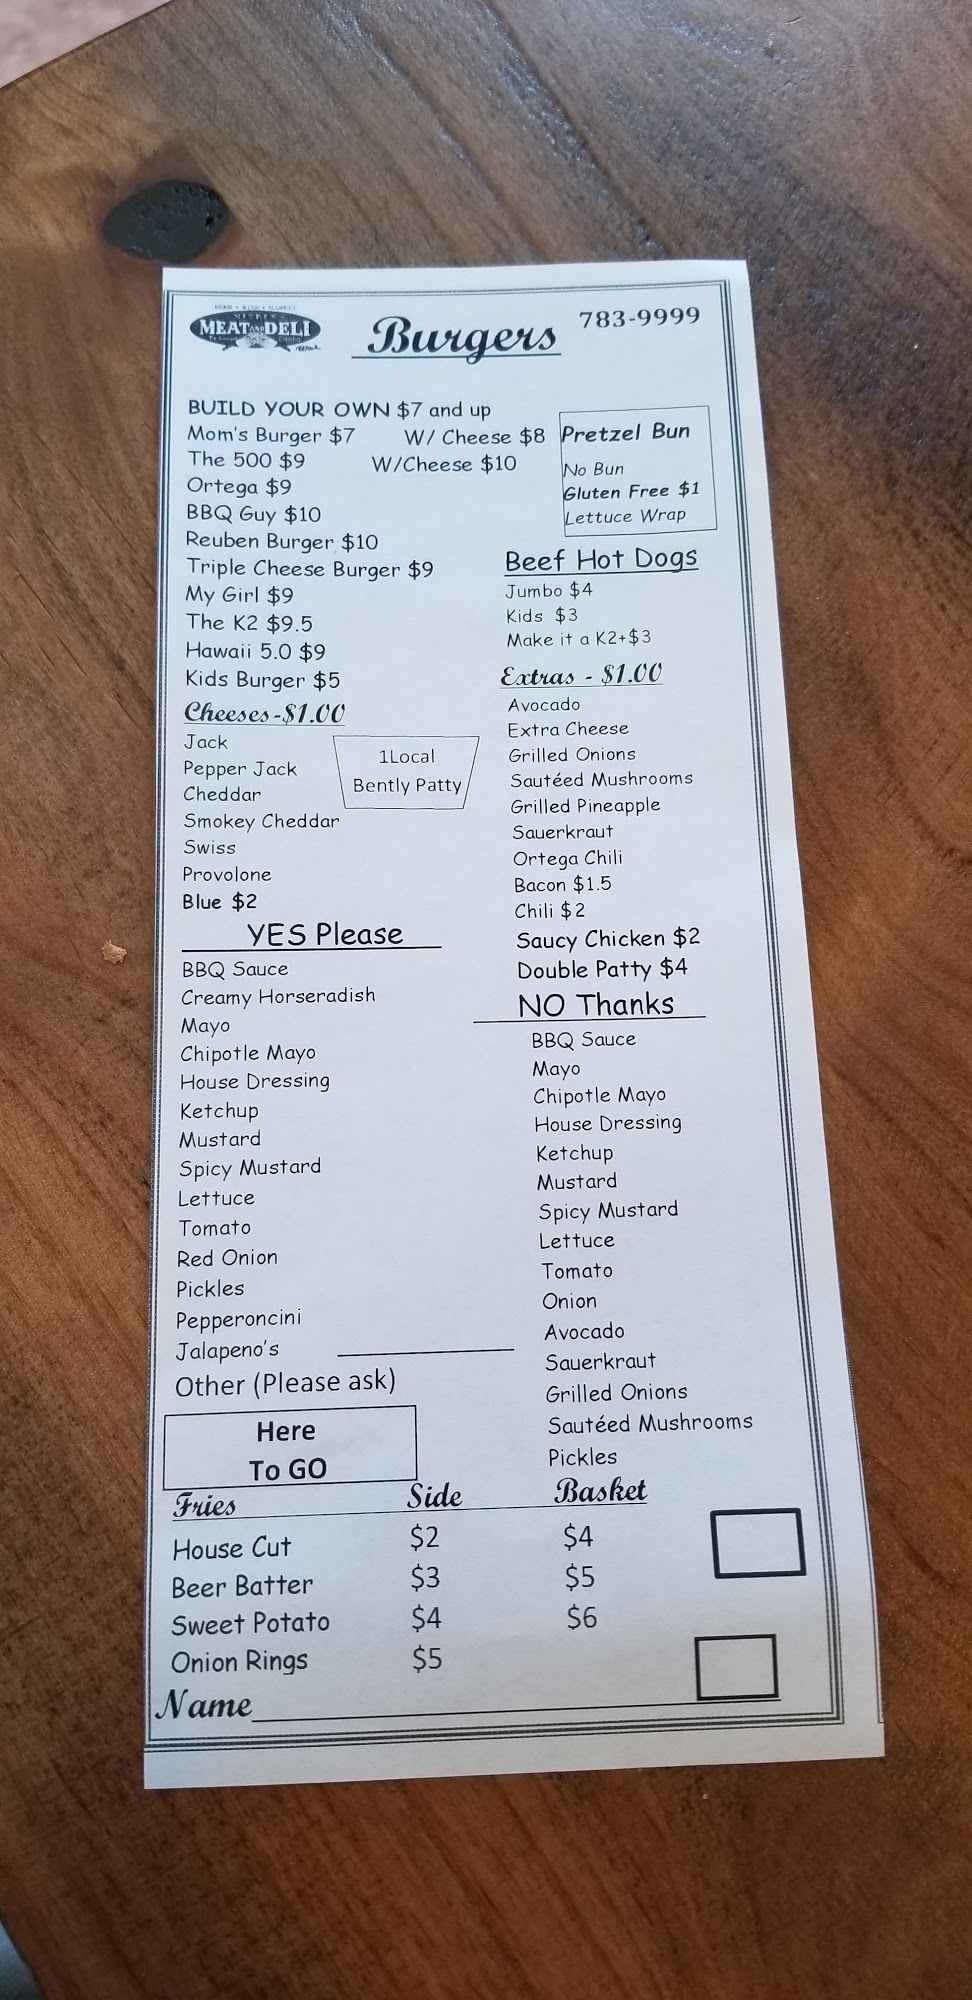 BEER • WINE • MARKET
MEAT AND DELI
Burgers
783-9999
BUILD YOUR OWN $7 and up
Mom's Burger $7 W/ Cheese $8
The 500 $9 W/Cheese $10
Ortega $9
BBQ Guy $10
Reuben Burger $10
Triple Cheese Burger $9
My Girl $9
The K2 $9.5
Hawaii 5.0 $9
Kids Burger $5
Pretzel Bun
No Bun
Gluten Free $1
Lettuce Wrap
Beef Hot Dogs
Jumbo $4
Kids $3
Make it a K2+$3
Cheeses-$1.00
Jack
Pepper Jack
Cheddar
Smokey Cheddar
Swiss
Provolone
Blue $2
1Local
Bently Patty
Extras - $1.00
Avocado
Extra Cheese
Grilled Onions
Sautéed Mushrooms
Grilled Pineapple
Sauerkraut
Ortega Chili
Bacon $1.5
Chili $2
Saucy Chicken $2
Double Patty $4
YES Please
BBQ Sauce
Creamy Horseradish
Mayo
Chipotle Mayo
House Dressing
Ketchup
Mustard
Spicy Mustard
Lettuce
Tomato
Red Onion
Pickles
Pepperoncini
Jalapeno's
Other (Please ask)
NO Thanks
BBQ Sauce
Mayo
Chipotle Mayo
House Dressing
Ketchup
Mustard
Spicy Mustard
Lettuce
Tomato
Onion
Avocado
Sauerkraut
Grilled Onions
Sautéed Mushrooms
Pickles
Here
To GO
Fries Side Basket
House Cut $2 $4
Beer Batter $3 $5
Sweet Potato $4 $6
Onion Rings $5
Name